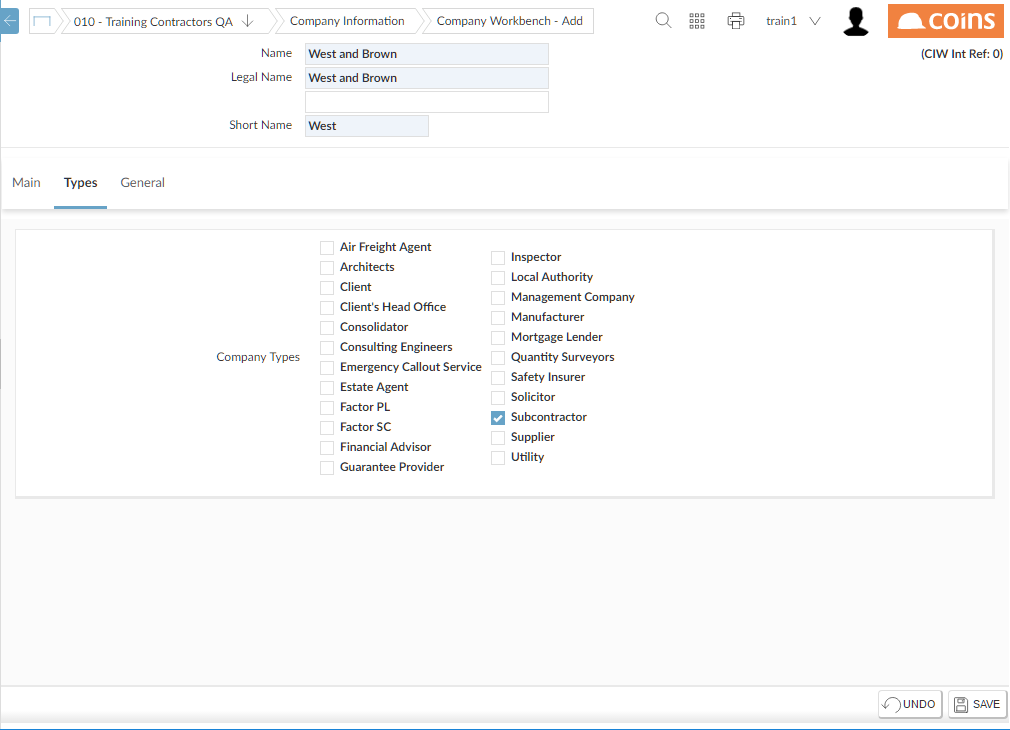 010 - Training Contractors QA
Company Information
Company Workbench - Add
train1
coins
Name West and Brown
(CIW Int Ref: 0)
Legal Name West and Brown
Short Name West
Main
Types
General
Company Types
Air Freight Agent
Architects
Client
Client's Head Office
Consolidator
Consulting Engineers
Emergency Callout Service
Estate Agent
Factor PL
Factor SC
Financial Advisor
Guarantee Provider
Inspector
Local Authority
Management Company
Manufacturer
Mortgage Lender
Quantity Surveyors
Safety Insurer
Solicitor
Subcontractor
Supplier
Utility
UNDO
SAVE